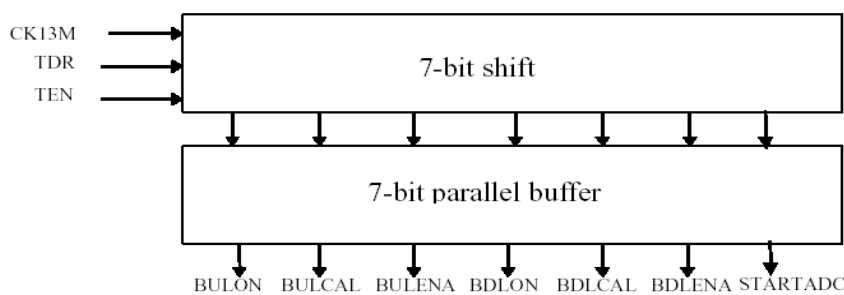 CK13M
TDR
TEN
7-bit shift
7-bit parallel buffer
BULON BULCAL BULENA BDLON BDLCAL BDLENA STARTADC